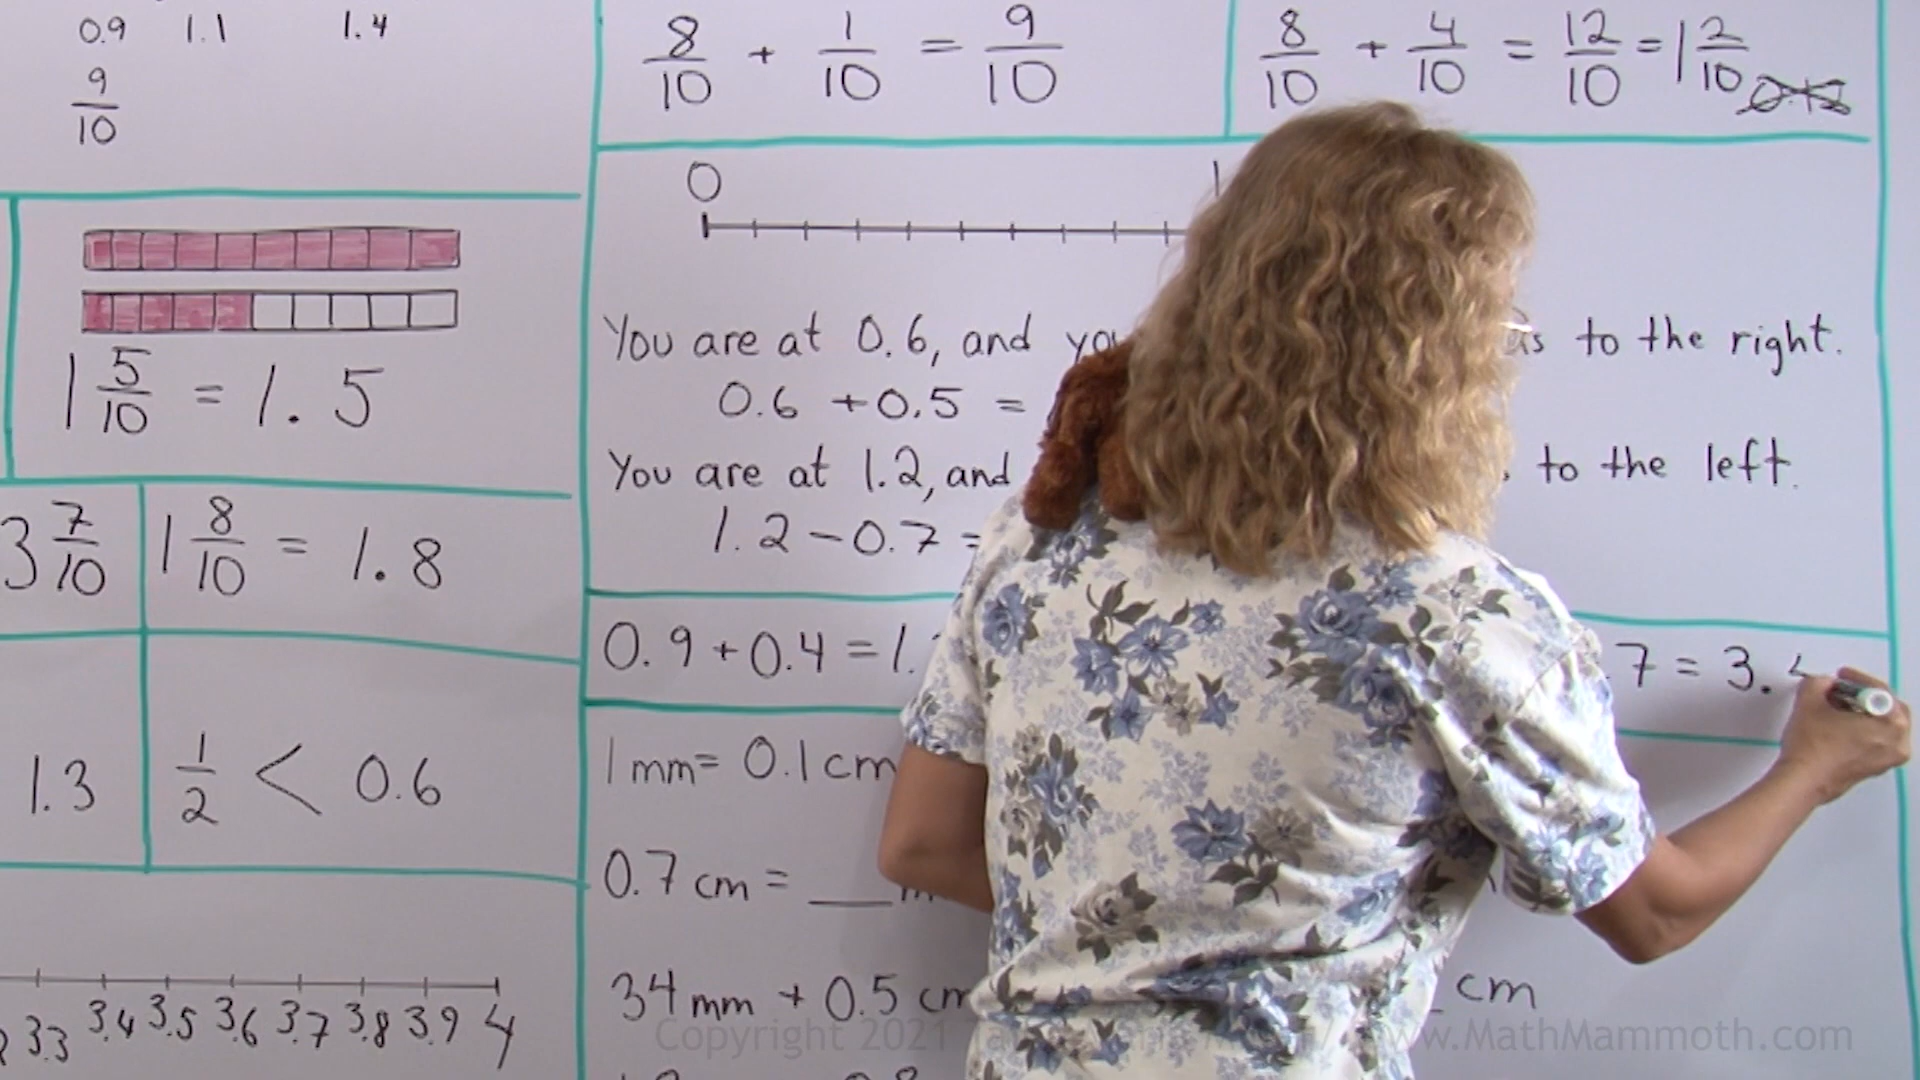 0.9 1.1 1.4
9/10
1 5/10 = 1.5
3 7/10
1 8/10 = 1.8
1.3
1/2 < 0.6
3.3 3.4 3.5 3.6 3.7 3.8 3.9 4
8/10 + 1/10 = 9/10
8/10 + 4/10 = 12/10 = 1 2/10
0 1
You are at 0.6, and to the right.
0.6 + 0.5 =
You are at 1.2, and to the left.
1.2 - 0.7 =
0.9 + 0.4 = 1.
7 = 3.
1 mm = 0.1 cm
0.7 cm = ___
34 mm + 0.5 cm cm
Copyright 2021 www.MathMammoth.com